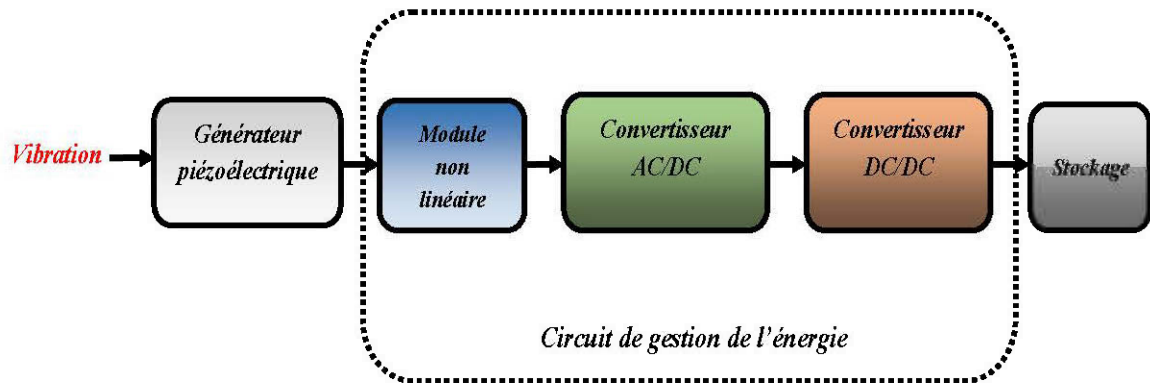 Vibration
Générateur
piézoélectrique
Module
non
linéaire
Convertisseur
AC/DC
Convertisseur
DC/DC
Stockage
Circuit de gestion de l'énergie